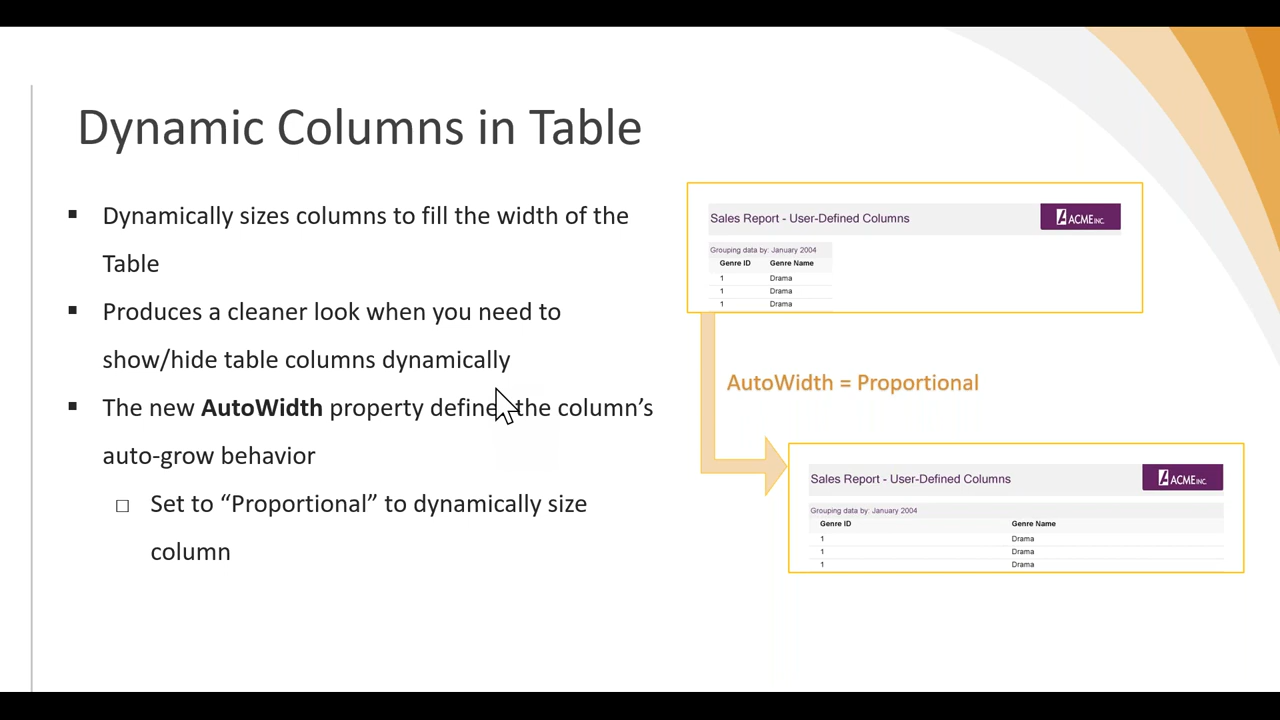 Dynamic Columns in Table
▪ Dynamically sizes columns to fill the width of the
Table
▪ Produces a cleaner look when you need to
show/hide table columns dynamically
▪ The new AutoWidth property defines the column’s
auto-grow behavior
□ Set to “Proportional” to dynamically size
column
Sales Report - User-Defined Columns
ACME INC.
Grouping data by: January 2004
Genre ID Genre Name
1 Drama
1 Drama
1 Drama
AutoWidth = Proportional
Sales Report - User-Defined Columns
ACME INC.
Grouping data by: January 2004
Genre ID Genre Name
1 Drama
1 Drama
1 Drama